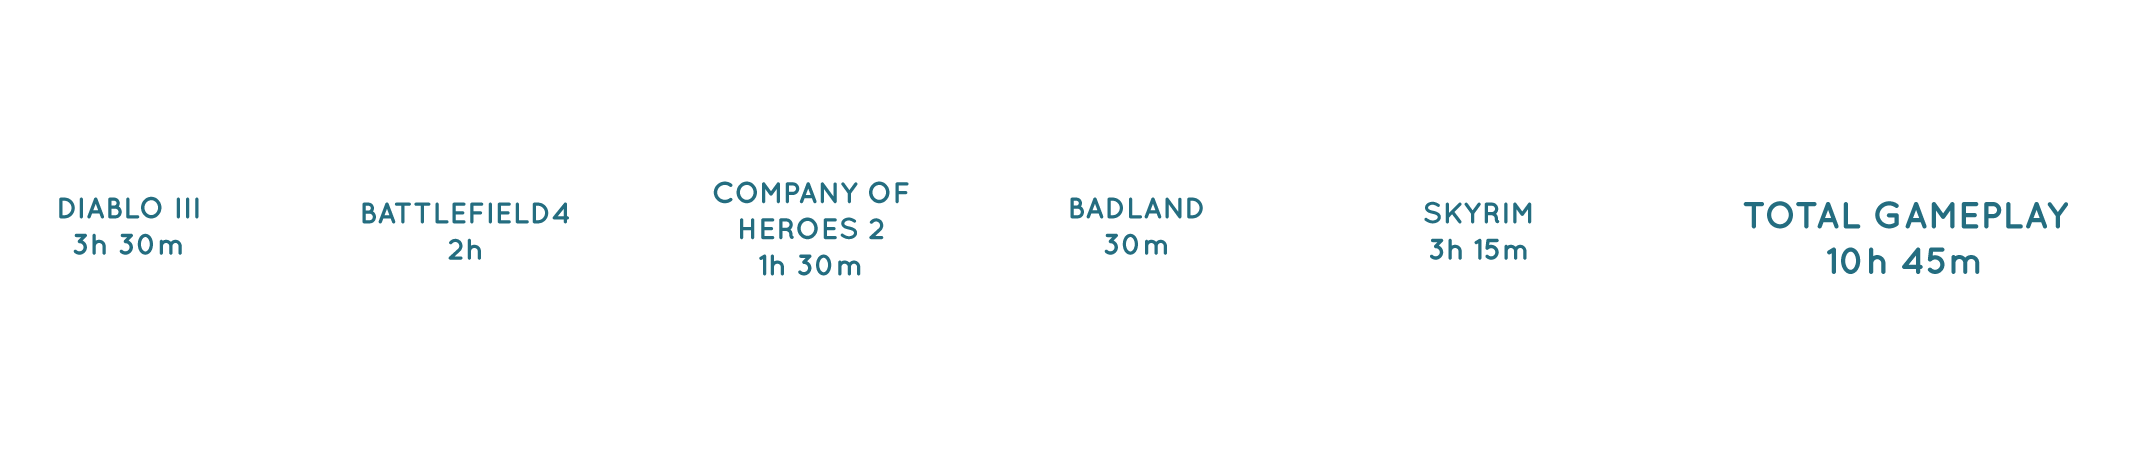 DIABLO III
3h 30m
BATTLEFIELD4
2h
COMPANY OF
HEROES 2
1h 30m
BADLAND
30m
SKYRIM
3h 15m
TOTAL GAMEPLAY
10h 45m